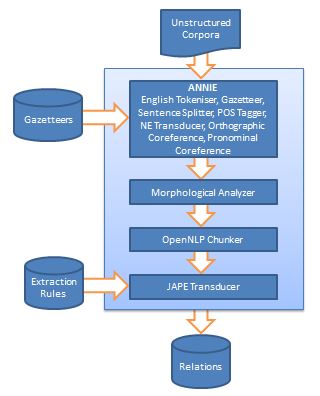 Unstructured
Corpora
ANNIE
English Tokeniser, Gazetteer,
Sentence Splitter, POS Tagger,
NE Transducer, Orthographic
Coreference, Pronominal
Coreference
Gazetteers
Morphological Analyzer
OpenNLP Chunker
Extraction
Rules
JAPE Transducer
Relations